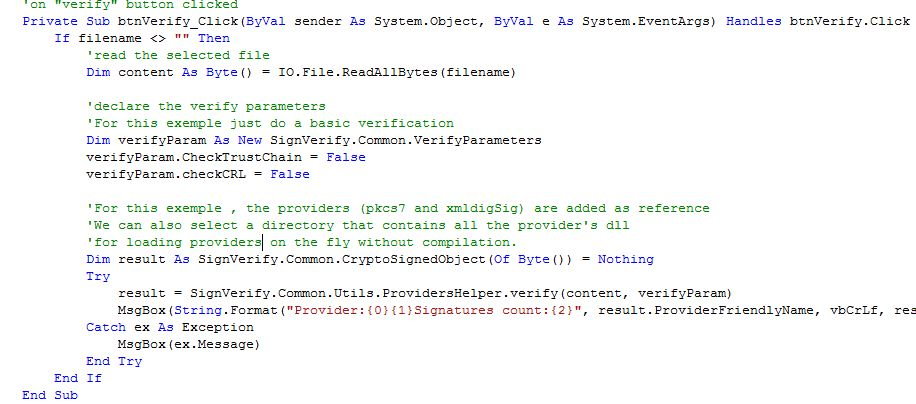 'on "verify" button clicked
Private Sub btnVerify_Click(ByVal sender As System.Object, ByVal e As System.EventArgs) Handles btnVerify.Click
If filename <> "" Then
'read the selected file
Dim content As Byte() = IO.File.ReadAllBytes(filename)
'declare the verify parameters
'For this exemple just do a basic verification
Dim verifyParam As New SignVerify.Common.VerifyParameters
verifyParam.CheckTrustChain = False
verifyParam.checkCRL = False
'For this exemple , the providers (pkcs7 and xmldigSig) are added as reference
'We can also select a directory that contains all the provider's dll
'for loading providers on the fly without compilation.
Dim result As SignVerify.Common.CryptoSignedObject(Of Byte()) = Nothing
Try
result = SignVerify.Common.Utils.ProvidersHelper.verify(content, verifyParam)
MsgBox(String.Format("Provider:{0}{1}Signatures count:{2}", result.ProviderFriendlyName, vbCrLf, res
Catch ex As Exception
MsgBox(ex.Message)
End Try
End If
End Sub